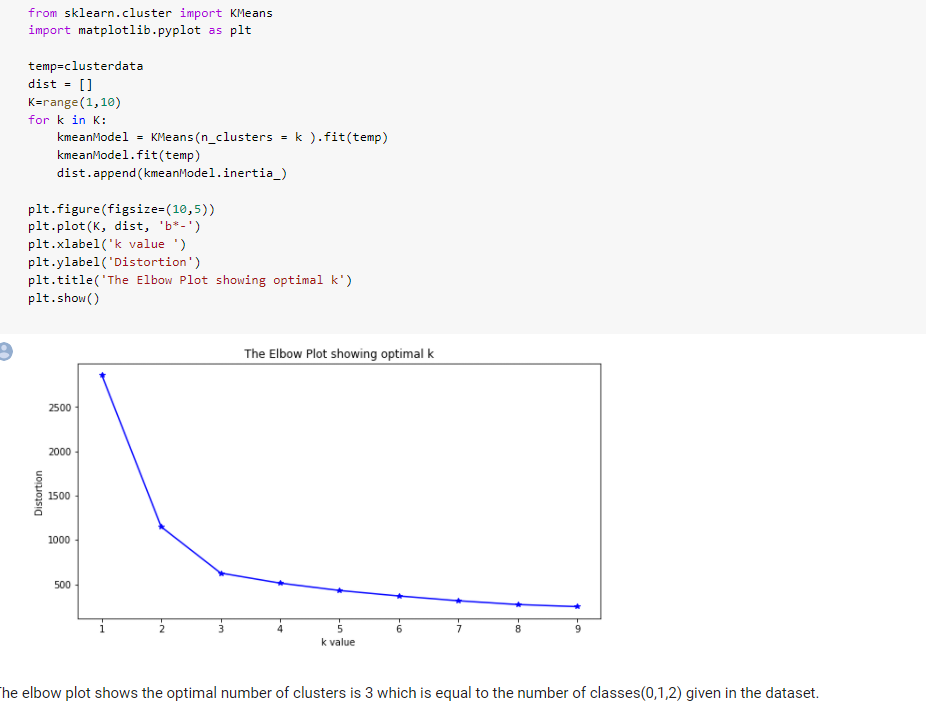 from sklearn.cluster import KMeans
import matplotlib.pyplot as plt
temp=clusterdata
dist = []
K=range(1,10)
for k in K:
    kmeanModel = KMeans(n_clusters = k ).fit(temp)
    kmeanModel.fit(temp)
    dist.append(kmeanModel.inertia_)
plt.figure(figsize=(10,5))
plt.plot(K, dist, 'b*-')
plt.xlabel('k value ')
plt.ylabel('Distortion')
plt.title('The Elbow Plot showing optimal k')
plt.show()
The Elbow Plot showing optimal k
2500
2000
1500
1000
500
Distortion
1 2 3 4 5 6 7 8 9
k value
The elbow plot shows the optimal number of clusters is 3 which is equal to the number of classes(0,1,2) given in the dataset.